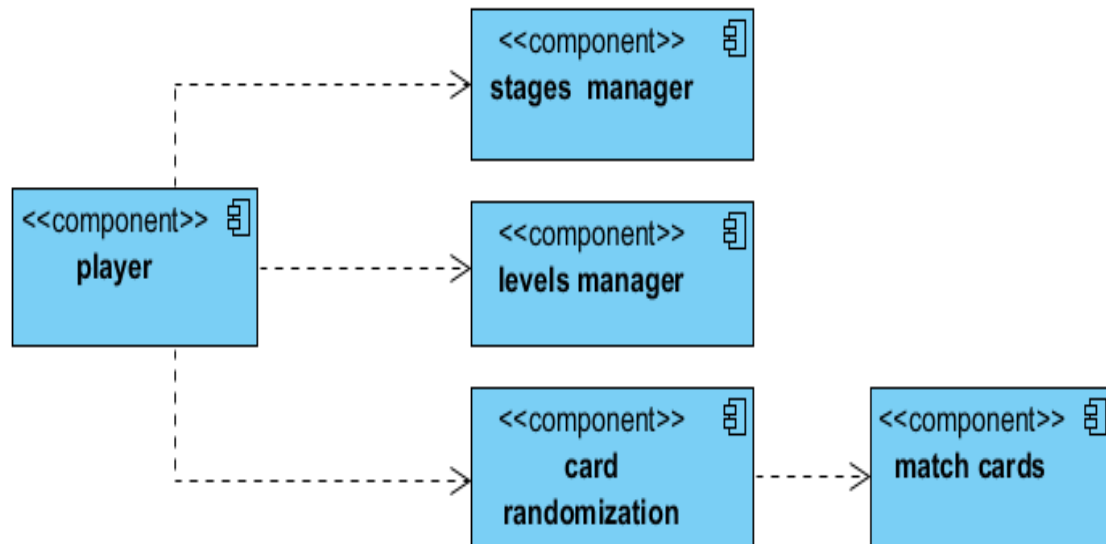 <<component>>
stages manager
<<component>>
player
<<component>>
levels manager
<<component>>
card
randomization
<<component>>
match cards